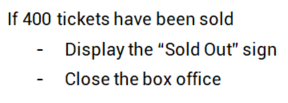 If 400 tickets have been sold
- Display the “Sold Out” sign
- Close the box office